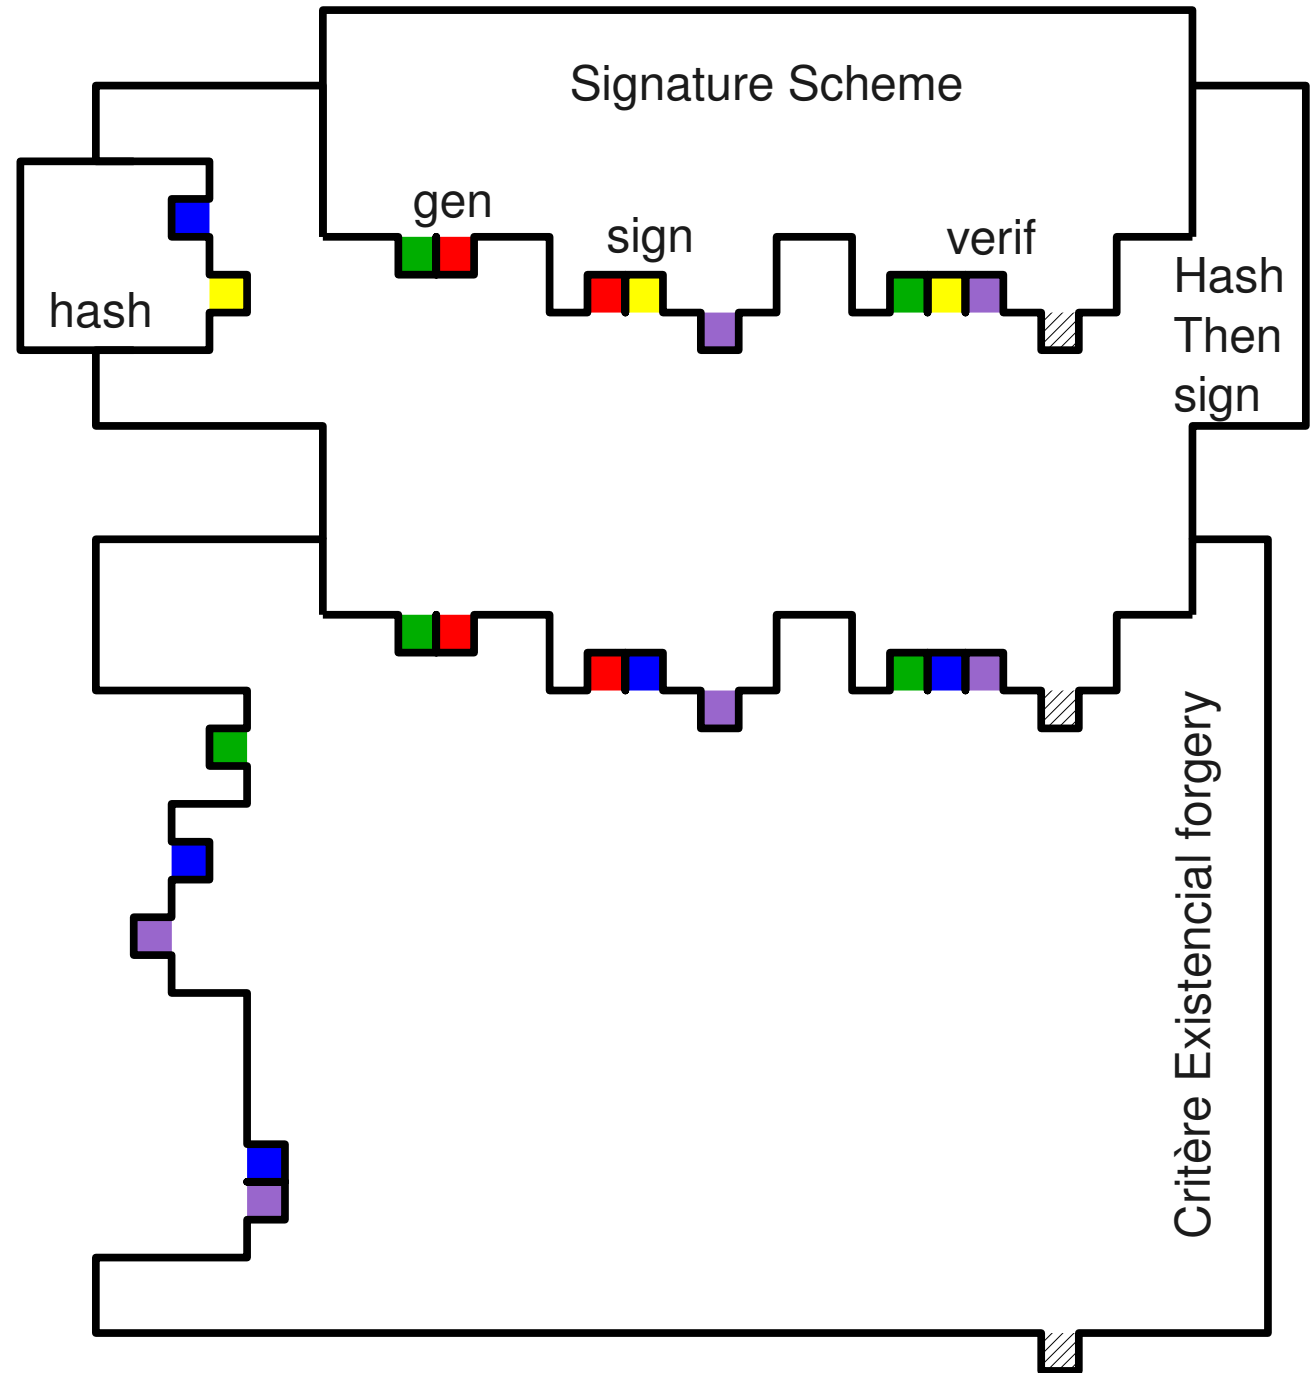 Signature Scheme
gen
sign
verif
hash
Hash
Then
sign
Critère Existencial forgery